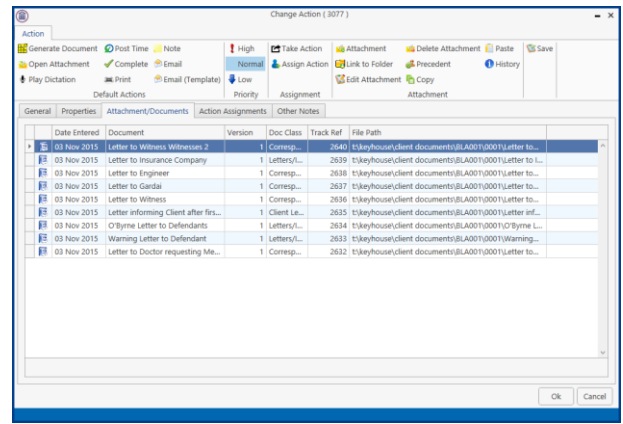 Change Action ( 3077 )
Action
Generate Document Post Time Note High Take Action Attachment Delete Attachment Paste Save
Open Attachment Complete Email Normal Assign Action Link to Folder Precedent History
Play Dictation Print Email (Template) Low Edit Attachment Copy
Default Actions Priority Assignment Attachment
General Properties Attachment/Documents Action Assignments Other Notes
Date Entered Document Version Doc Class Track Ref File Path
03 Nov 2015 Letter to Witness Witnesses 2 1 Corresp... 2640 t:\keyhouse\client documents\BLA001\0001\Letter to...
03 Nov 2015 Letter to Insurance Company 1 Letters/I... 2639 t:\keyhouse\client documents\BLA001\0001\Letter to I...
03 Nov 2015 Letter to Engineer 1 Corresp... 2638 t:\keyhouse\client documents\BLA001\0001\Letter to...
03 Nov 2015 Letter to Gardai 1 Corresp... 2637 t:\keyhouse\client documents\BLA001\0001\Letter to...
03 Nov 2015 Letter to Witness 1 Corresp... 2636 t:\keyhouse\client documents\BLA001\0001\Letter to...
03 Nov 2015 Letter informing Client after firs... 1 Client Le... 2635 t:\keyhouse\client documents\BLA001\0001\Letter inf...
03 Nov 2015 O'Byrne Letter to Defendants 1 Letters/I... 2634 t:\keyhouse\client documents\BLA001\0001\O'Byrne L...
03 Nov 2015 Warning Letter to Defendant 1 Letters/I... 2633 t:\keyhouse\client documents\BLA001\0001\Warning...
03 Nov 2015 Letter to Doctor requesting Me... 1 Corresp... 2632 t:\keyhouse\client documents\BLA001\0001\Letter to...
Ok Cancel